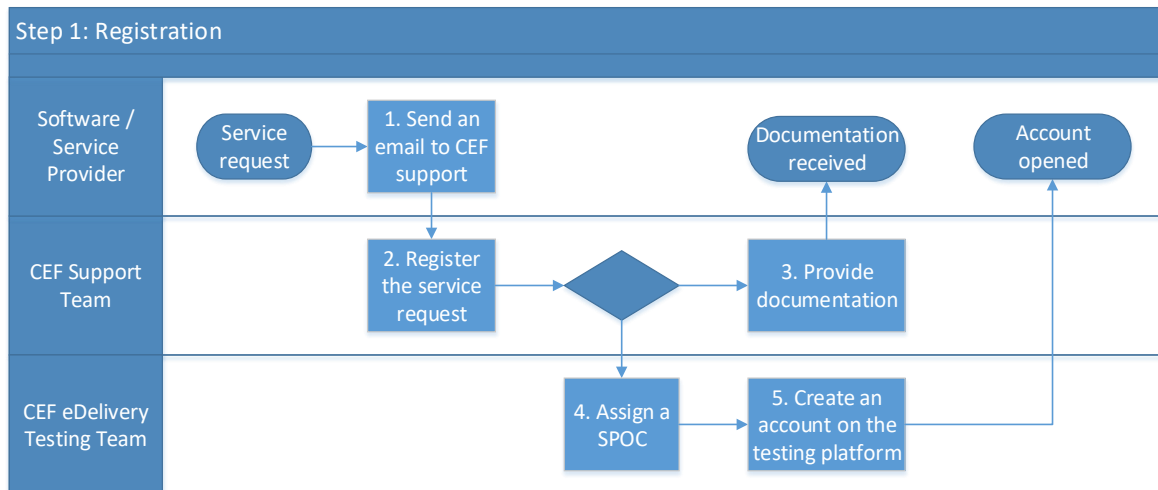 Step 1: Registration
Software /
Service
Provider
Service
request
1. Send an
email to CEF
support
Documentation
received
Account
opened
CEF Support
Team
2. Register
the service
request
3. Provide
documentation
CEF eDelivery
Testing Team
4. Assign a
SPOC
5. Create an
account on the
testing platform